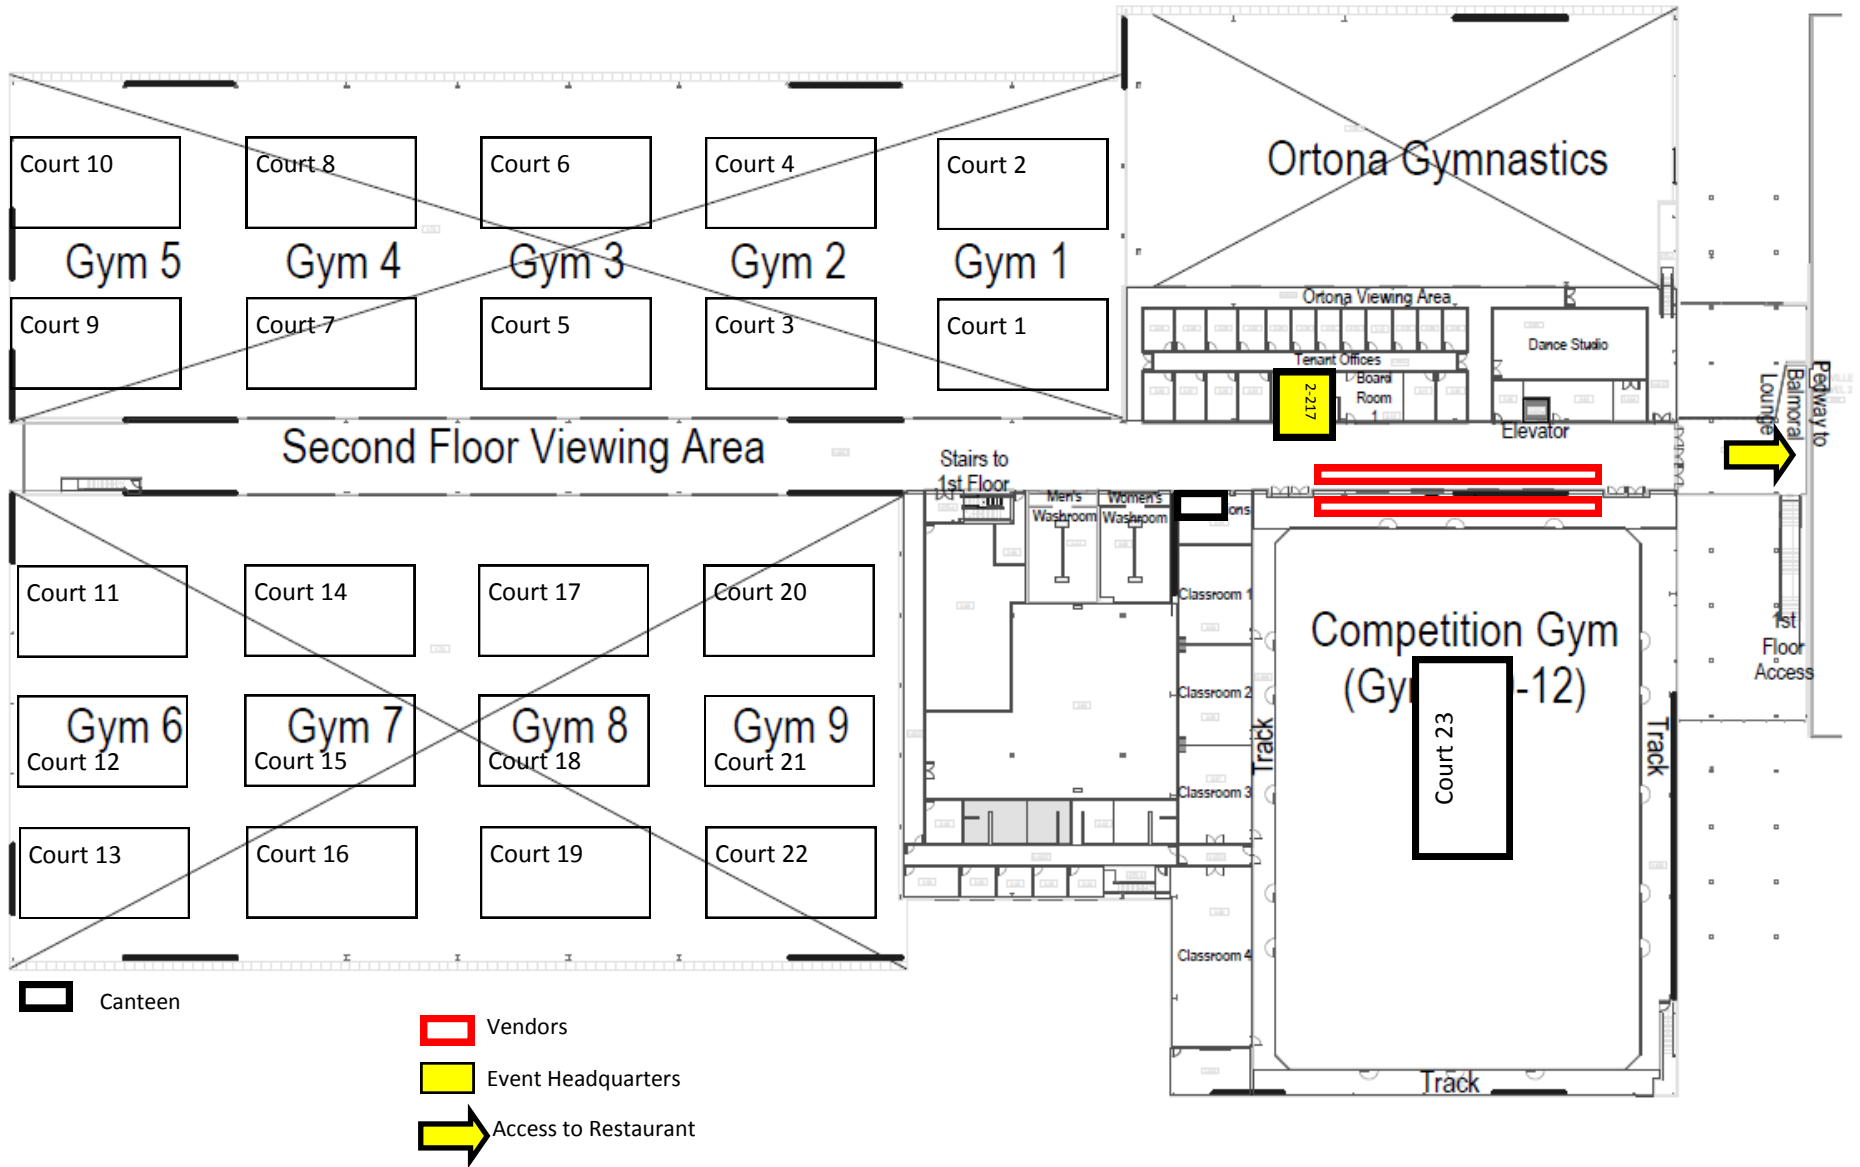 Court 10
Court 8
Court 6
Court 4
Court 2
Ortona Gymnastics
Gym 5
Gym 4
Gym 3
Gym 2
Gym 1
Court 9
Court 7
Court 5
Court 3
Court 1
Ortona Viewing Area
Tenant Offices
2-217
Board
Room
1
Dance Studio
Elevator
Pedway to
Balmoral
Lounge
Second Floor Viewing Area
Stairs to
1st Floor
Men's
Washroom
Women's
Washroom
Court 11
Court 14
Court 17
Court 20
Gym 6
Gym 7
Gym 8
Gym 9
Court 12
Court 15
Court 18
Court 21
Court 13
Court 16
Court 19
Court 22
Classroom 1
Classroom 2
Classroom 3
Classroom 4
Competition Gym
-12)
Court 23
Track
Track
Track
1st
Floor
Access
Canteen
Vendors
Event Headquarters
Access to Restaurant